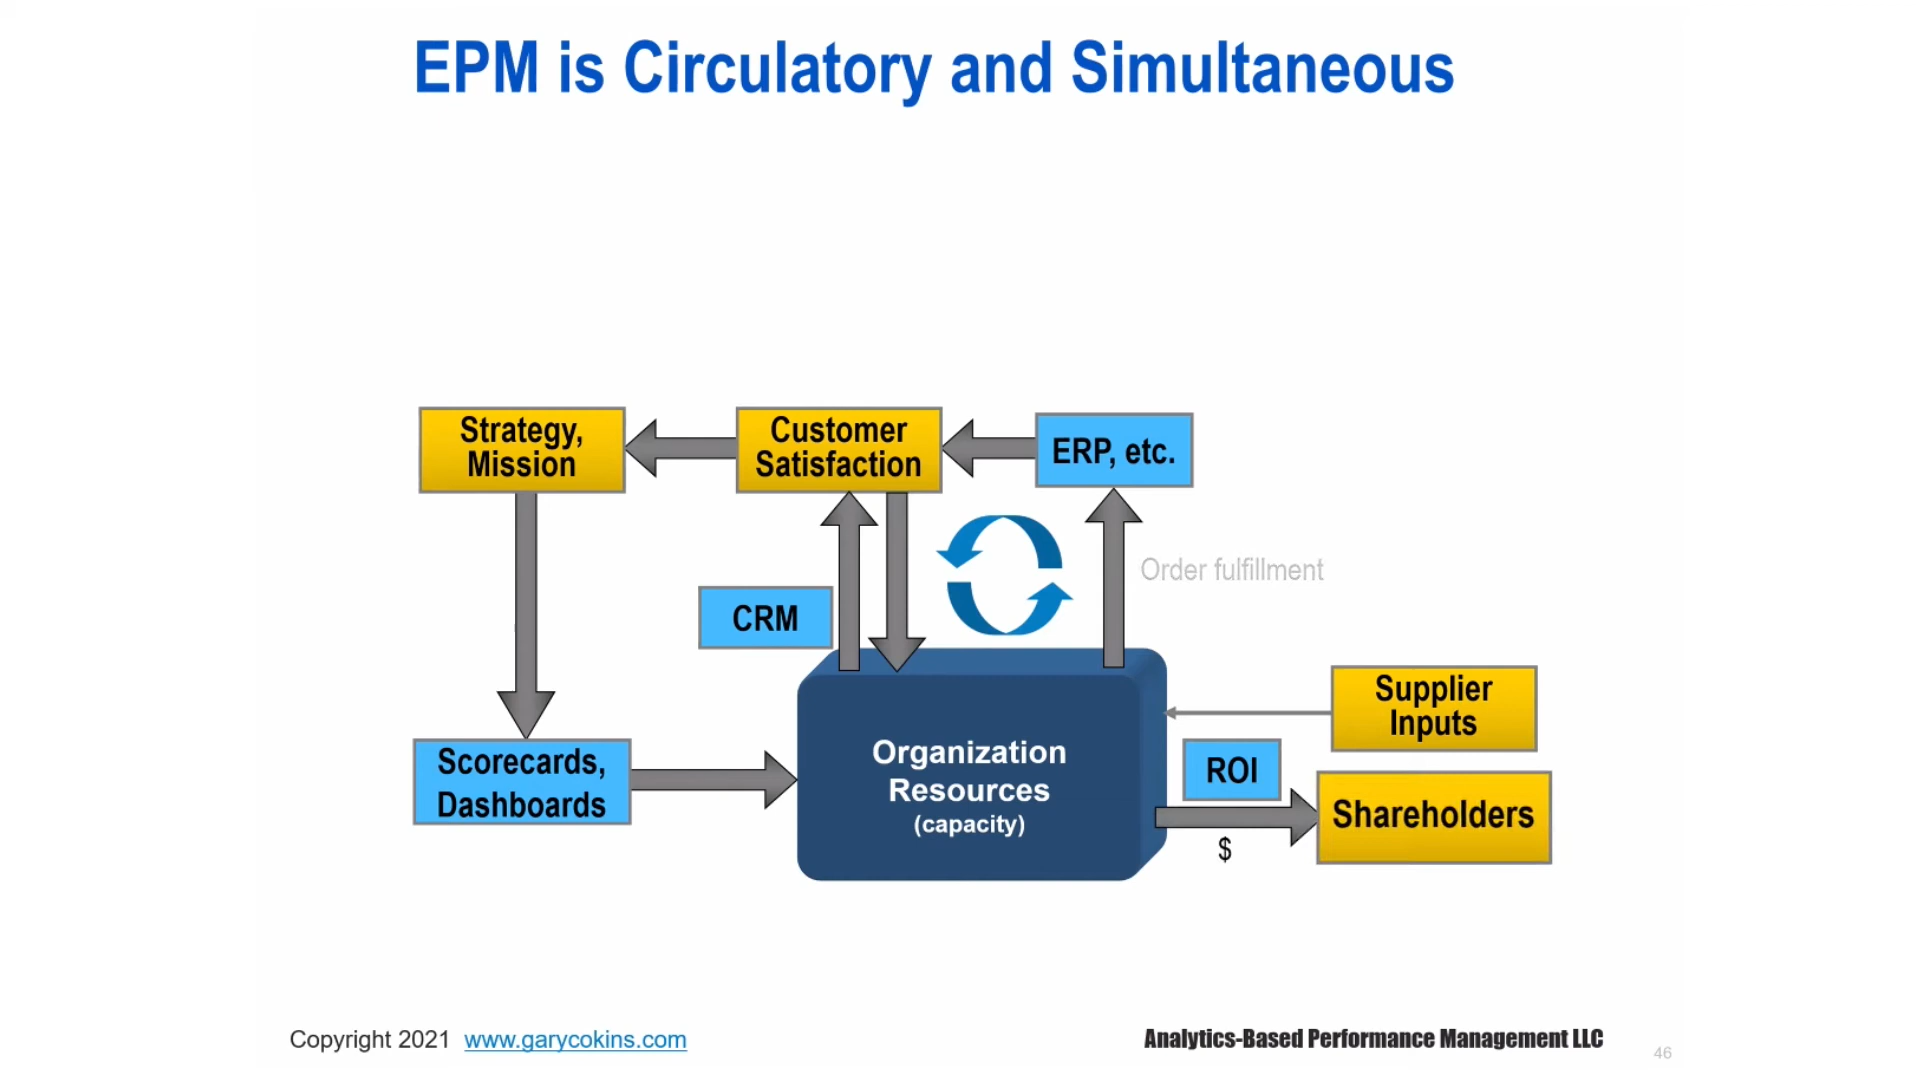 EPM is Circulatory and Simultaneous
Strategy,
Mission
Customer
Satisfaction
ERP, etc.
Order fulfillment
CRM
Supplier
Inputs
Scorecards,
Dashboards
Organization
Resources
(capacity)
ROI
Shareholders
$
Copyright 2021 www.garycokins.com
Analytics-Based Performance Management LLC
46